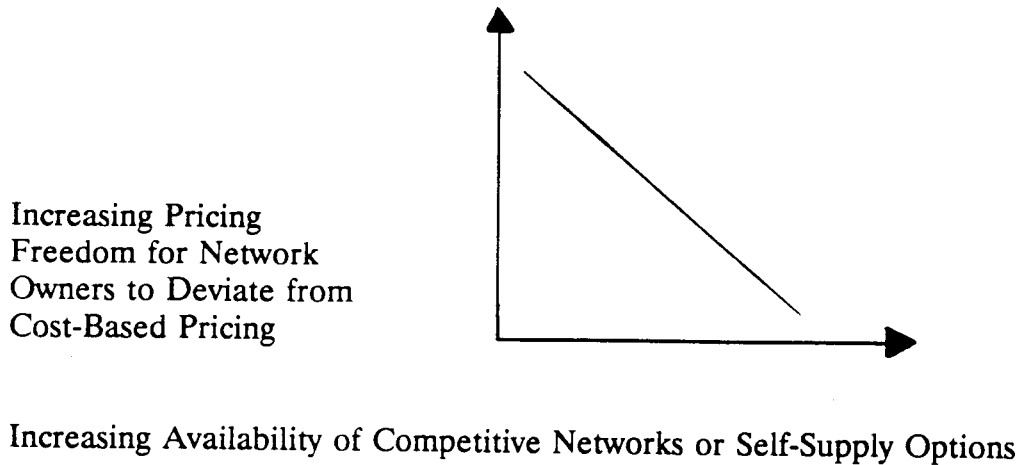 Increasing Pricing
Freedom for Network
Owners to Deviate from
Cost-Based Pricing
Increasing Availability of Competitive Networks or Self-Supply Options